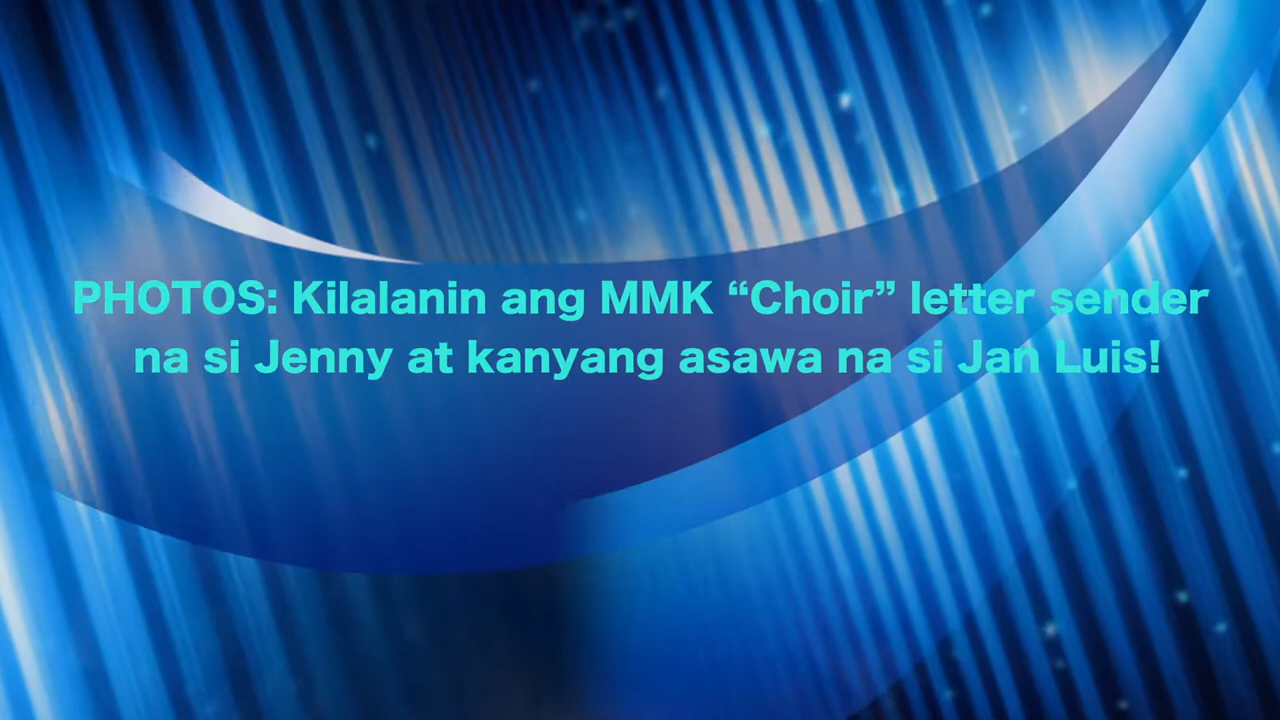 PHOTOS: Kilalanin ang MMK “Choir” letter sender
na si Jenny at kanyang asawa na si Jan Luis!